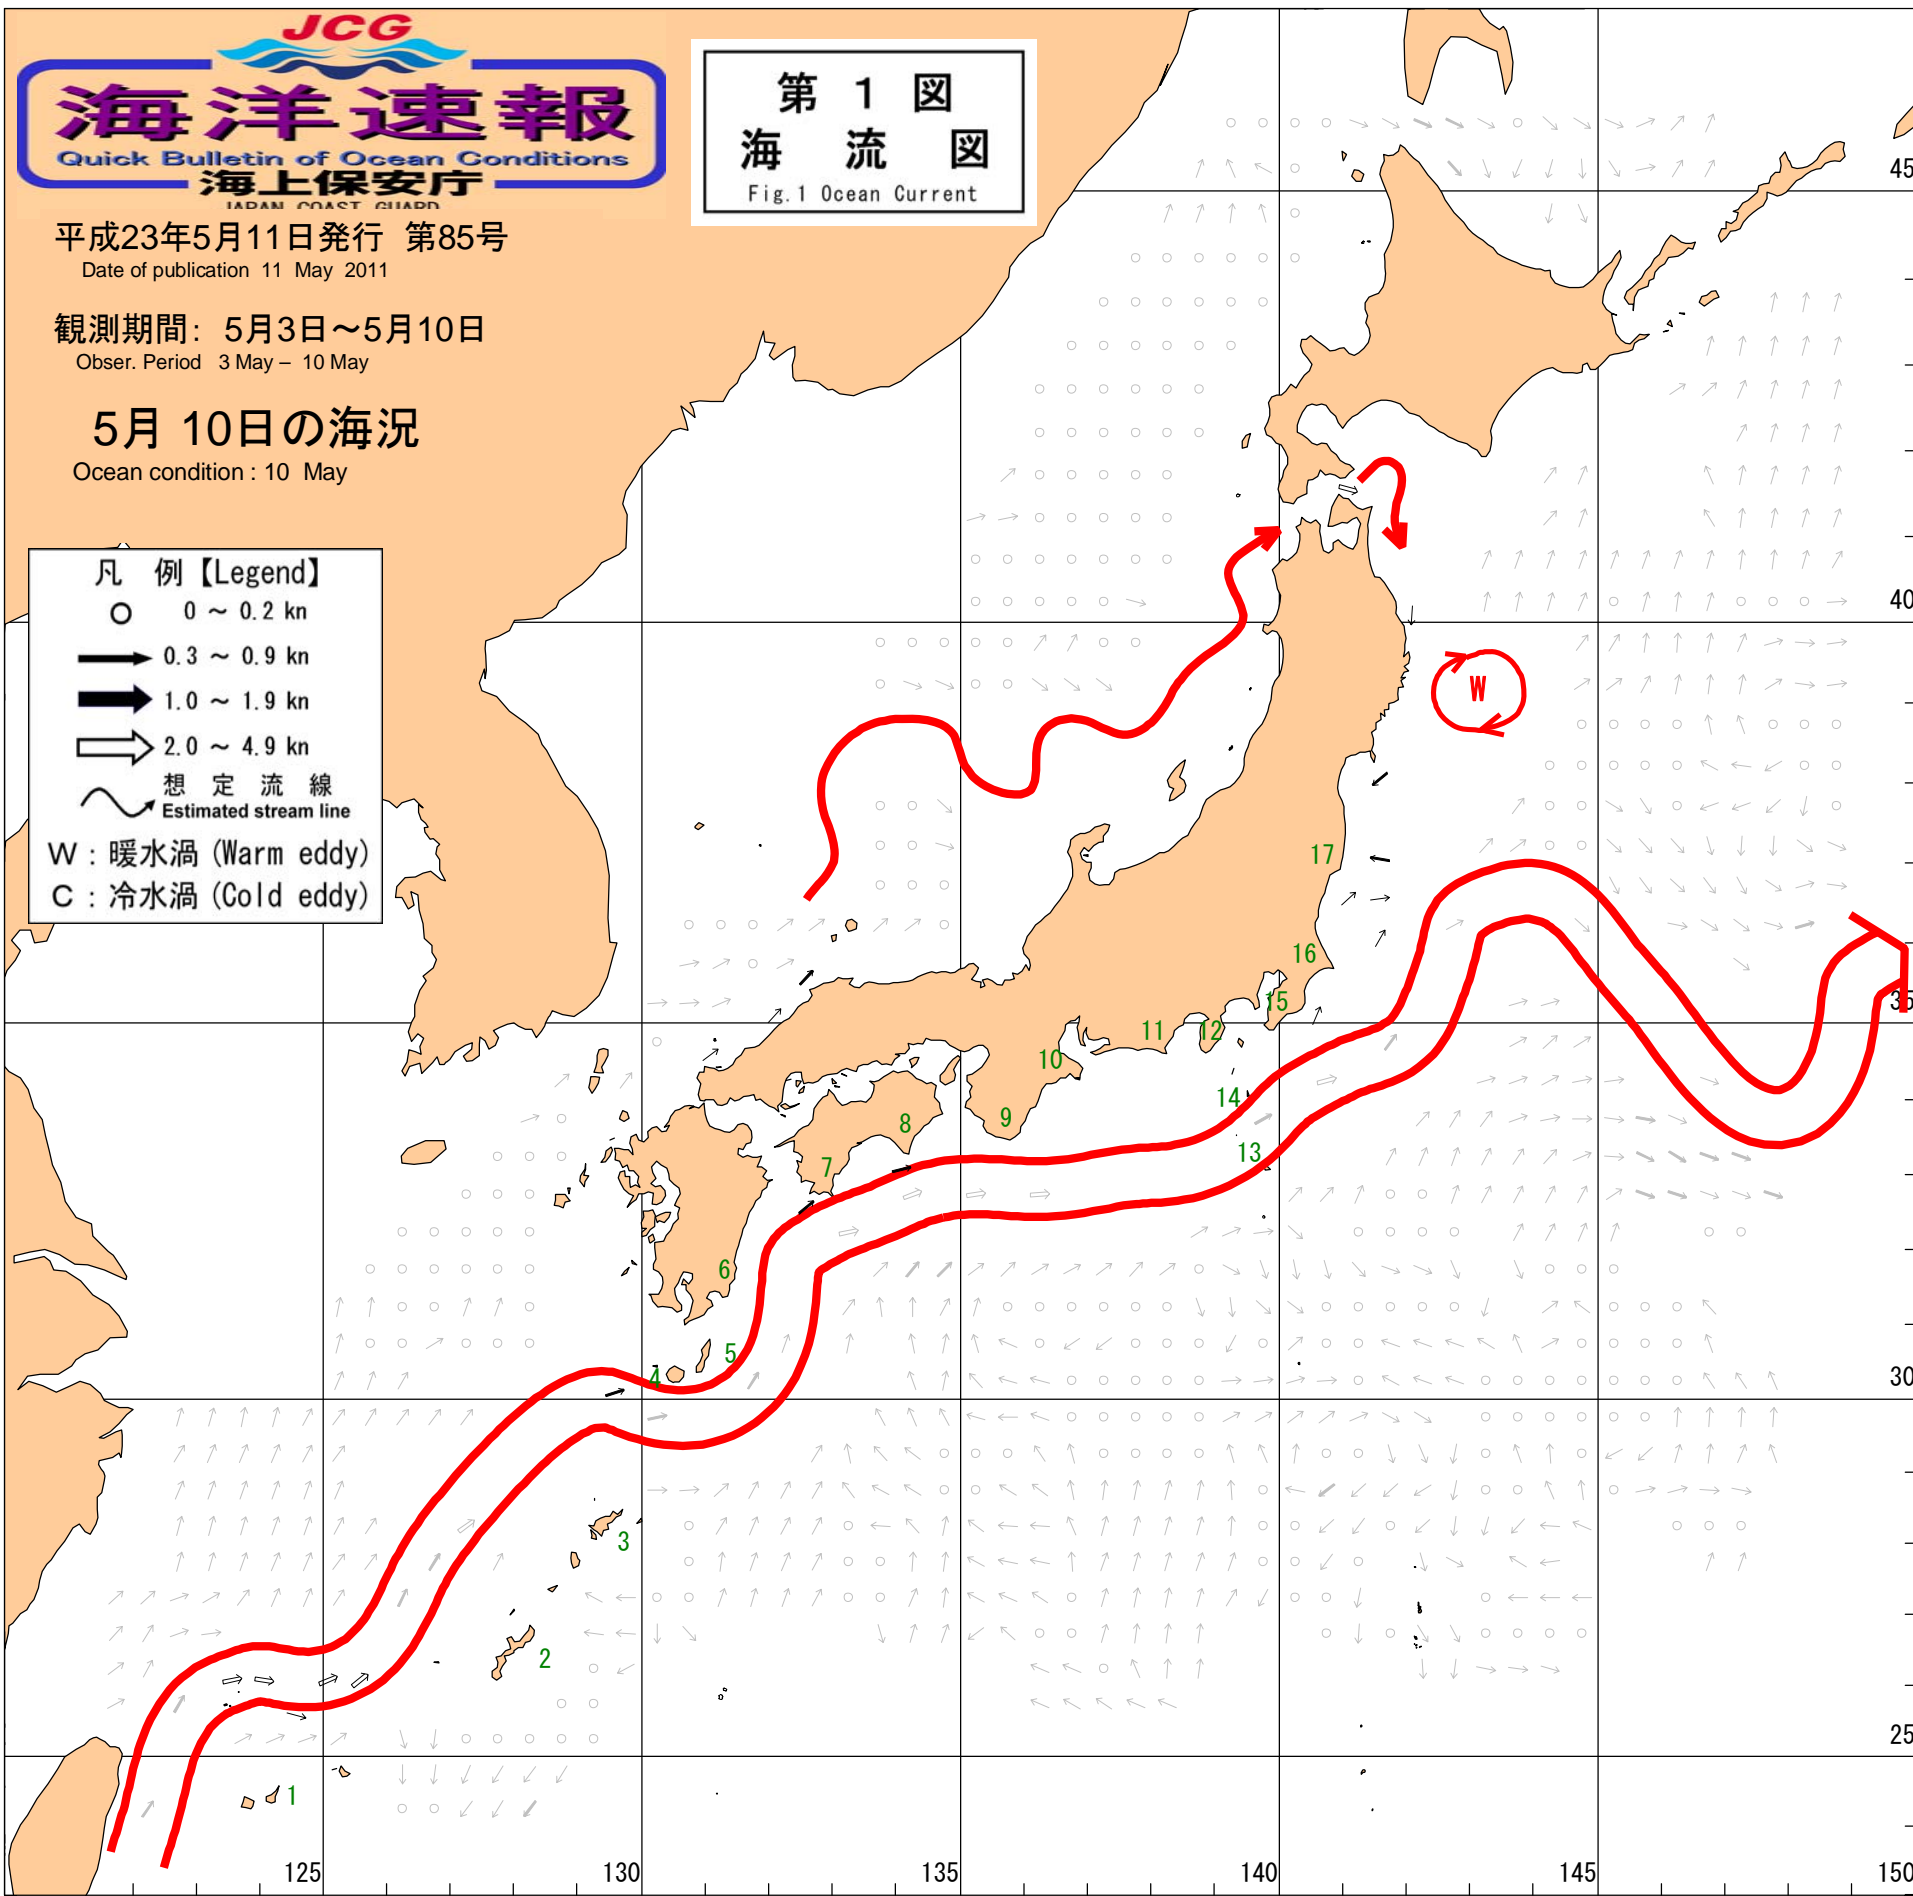 JCG
海洋速報
Quick Bulletin of Ocean Conditions
海上保安庁
JAPAN COAST GUARD
第 1 図
海 流 図
Fig.1 Ocean Current
平成23年5月11日発行 第85号
Date of publication 11 May 2011
観測期間: 5月3日～5月10日
Obser. Period 3 May – 10 May
5月 10日の海況
Ocean condition : 10 May
凡 例【Legend】
0 ～ 0.2 kn
0.3 ～ 0.9 kn
1.0 ～ 1.9 kn
2.0 ～ 4.9 kn
想 定 流 線
Estimated stream line
W : 暖水渦 (Warm eddy)
C : 冷水渦 (Cold eddy)
45
40
W
17
16
35
15
11
12
10
14
9
8
13
7
6
5
4
30
3
2
25
1
125
130
135
140
145
150